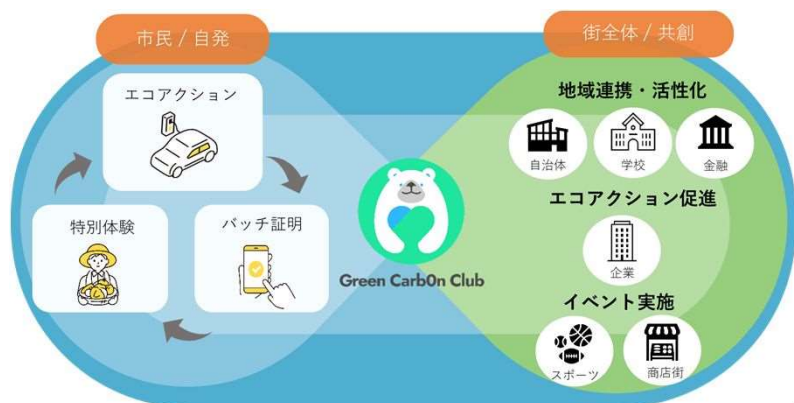 市民 / 自発
エコアクション
特別体験
バッチ証明
Green Carb0n Club
街全体 / 共創
地域連携・活性化
自治体
学校
金融
エコアクション促進
企業
イベント実施
スポーツ
商店街